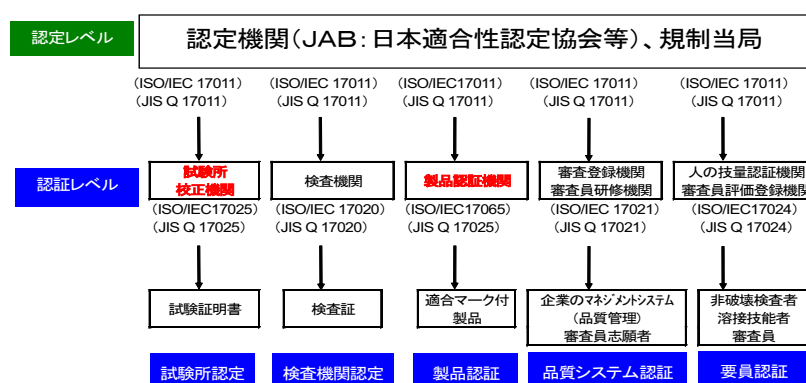 認定レベル
認定機関(JAB:日本適合性認定協会等)、規制当局
(ISO/IEC 17011)
(JIS Q 17011)
(ISO/IEC 17011)
(JIS Q 17011)
(ISO/IEC17011)
(JIS Q 17011)
(ISO/IEC 17011)
(JIS Q 17011)
(ISO/IEC 17011)
(JIS Q 17011)
認証レベル
試験所
校正機関
検査機関
製品認証機関
審査登録機関
審査員研修機関
人の技量認証機関
審査員評価登録機関
(ISO/IEC17025)
(JIS Q 17025)
(ISO/IEC 17020)
(JIS Q 17020)
(ISO/IEC17065)
(JIS Q 17025)
(ISO/IEC 17021)
(JIS Q 17021)
(ISO/IEC17024)
(JIS Q 17024)
試験証明書
検査証
適合マーク付
製品
企業のマネジメントシステム
(品質管理)
審査員志願者
非破壊検査者
溶接技能者
審査員
試験所認定
検査機関認定
製品認証
品質システム認証
要員認証